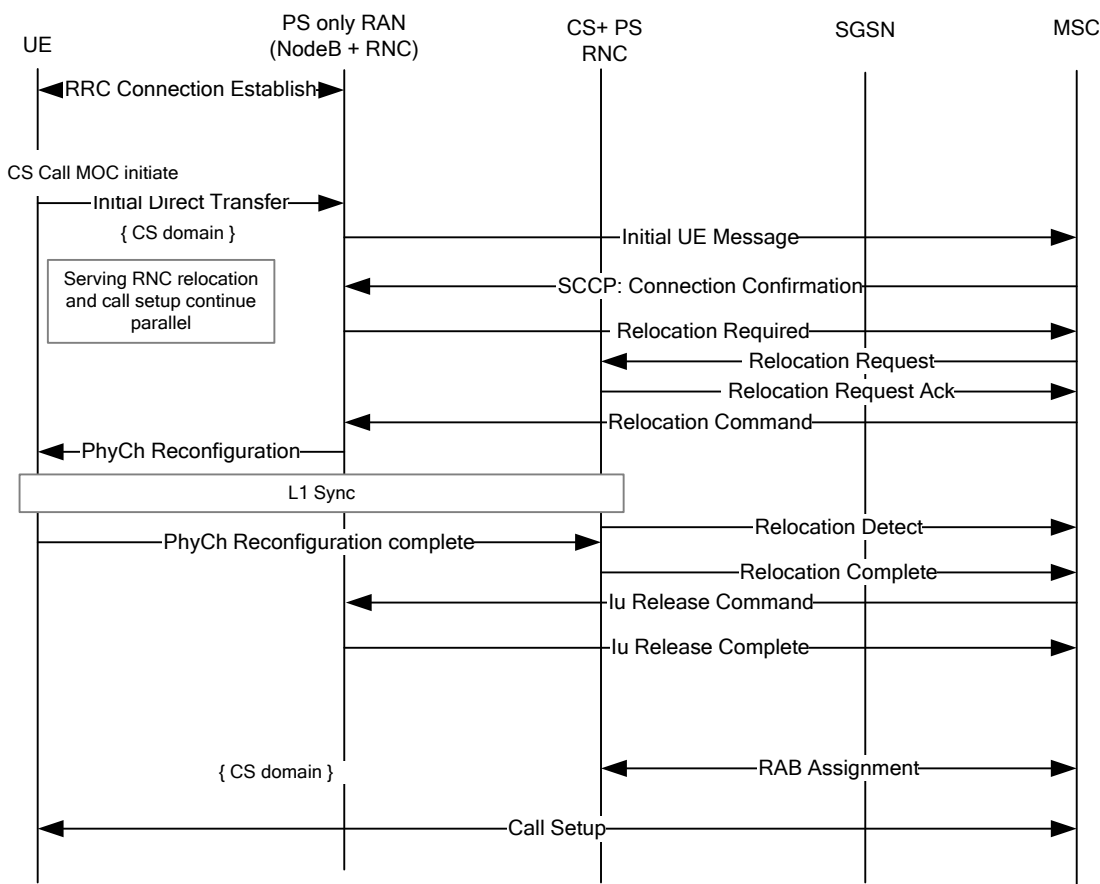 UE
PS only RAN
(NodeB + RNC)
CS+ PS
RNC
SGSN
MSC
RRC Connection Establish
CS Call MOC initiate
Initial Direct Transfer
{ CS domain }
Initial UE Message
Serving RNC relocation
and call setup continue
parallel
SCCP: Connection Confirmation
Relocation Required
Relocation Request
Relocation Request Ack
Relocation Command
PhyCh Reconfiguration
L1 Sync
Relocation Detect
PhyCh Reconfiguration complete
Relocation Complete
Iu Release Command
Iu Release Complete
{ CS domain }
RAB Assignment
Call Setup